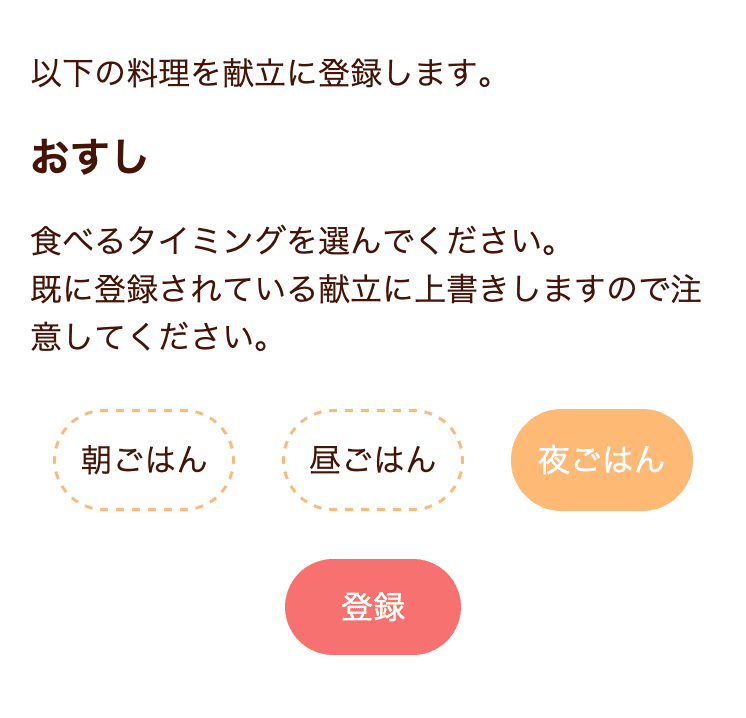 以下の料理を献立に登録します。
おすし
食べるタイミングを選んでください。
既に登録されている献立に上書きしますので注
意してください。
朝ごはん
昼ごはん
夜ごはん
登録